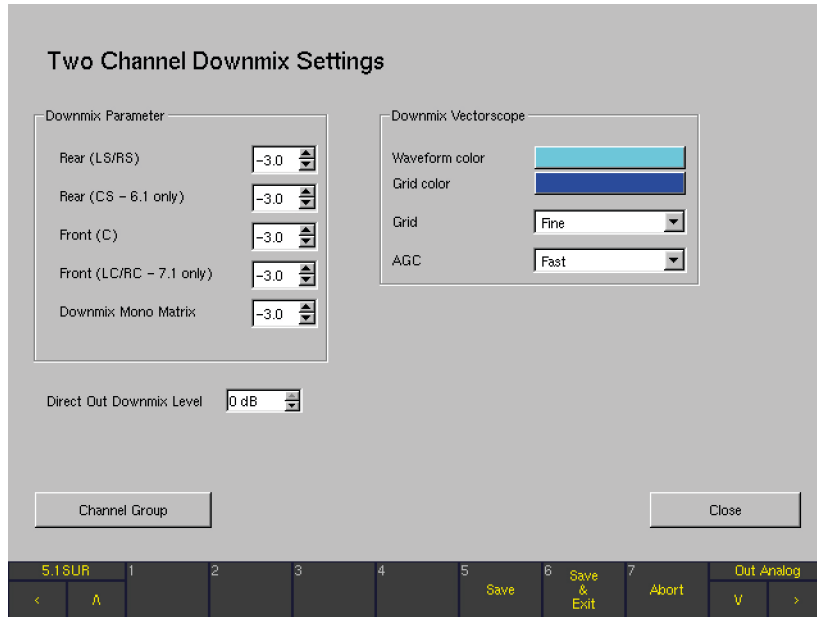 Two Channel Downmix Settings
Downmix Parameter
Rear (LS/RS) -3.0
Rear (CS - 6.1 only) -3.0
Front (C) -3.0
Front (LC/RC - 7.1 only) -3.0
Downmix Mono Matrix -3.0
Downmix Vectorscope
Waveform color
Grid color
Grid Fine
AGC Fast
Direct Out Downmix Level 0 dB
Channel Group
Close
5.1SUR 1 2 3 4 5 6 7 Out Analog
< Λ Save Save & Exit Abort V >